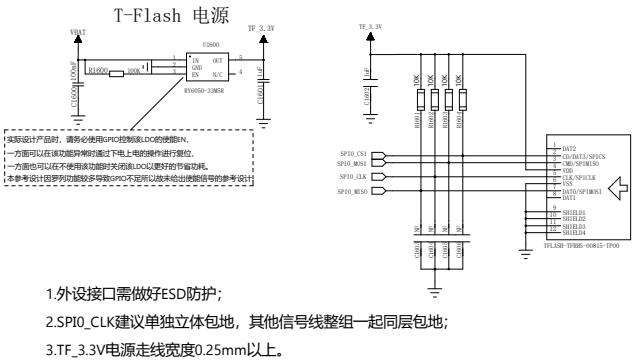 T-Flash 电源
VBAT
TF_3.3V
U1600
1 IN OUT 5
2 GND
3 EN N/C 4
R1600 100K
C1600 100nF
C1601 1uF
RY6050-33M5R
实际设计产品时，请务必使用GPIO控制该LDO的使能EN，
一方面可以在该功能异常时通过下电上电的操作进行复位，
一方面也可以在不使用该功能时关闭该LDO以更好的节省功耗。
本参考设计因罗列功能较多导致GPIO不足所以故未给出使能信号的参考设计
TF_3.3V
C1602 1uF
10K 10K 10K 10K
R1601 R1602 R1603 R1604
SPI0_CS1
SPI0_MOSI
SPI0_CLK
SPI0_MISO
1 DAT2
2 CD/DAT3/SPICS
3 CMD/SPIMISO
4 VDD
5 CLK/SPICLK
6 VSS
7 DAT0/SPIMOSI
8 DAT1
9 SHIELD1
10 SHIELD2
11 SHIELD3
12 SHIELD4
TFLASH-TFRHS-00815-TP00
NF NF NF NF
C1603 C1604 C1605 C1606
1.外设接口需做好ESD防护；
2.SPI0_CLK建议单独立体包地，其他信号线整组一起同层包地；
3.TF_3.3V电源走线宽度0.25mm以上。